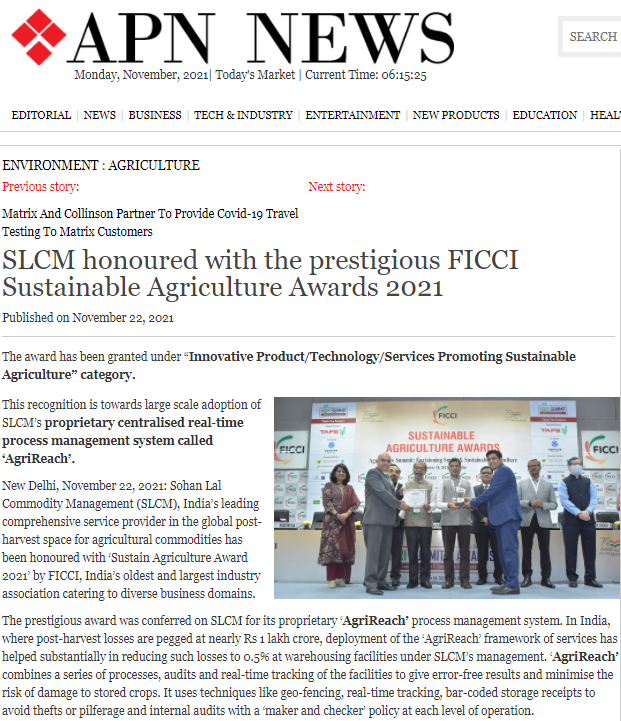 APN NEWS
Monday, November, 2021| Today's Market | Current Time: 06:15:25
SEARCH
EDITORIAL | NEWS | BUSINESS | TECH & INDUSTRY | ENTERTAINMENT | NEW PRODUCTS | EDUCATION | HEAL
ENVIRONMENT : AGRICULTURE
Previous story: Next story:
Matrix And Collinson Partner To Provide Covid-19 Travel
Testing To Matrix Customers
SLCM honoured with the prestigious FICCI
Sustainable Agriculture Awards 2021
Published on November 22, 2021
The award has been granted under “Innovative Product/Technology/Services Promoting Sustainable
Agriculture” category.
This recognition is towards large scale adoption of
SLCM’s proprietary centralised real-time
process management system called
‘AgriReach’.
New Delhi, November 22, 2021: Sohan Lal
Commodity Management (SLCM), India’s leading
comprehensive service provider in the global post-
harvest space for agricultural commodities has
been honoured with ‘Sustain Agriculture Award
2021’ by FICCI, India’s oldest and largest industry
association catering to diverse business domains.
FICCI
SUSTAINABLE
AGRICULTURE AWARDS
TAFE
TAFE
FICCI
FICCI
The prestigious award was conferred on SLCM for its proprietary ‘AgriReach’ process management system. In India,
where post-harvest losses are pegged at nearly Rs 1 lakh crore, deployment of the ‘AgriReach’ framework of services has
helped substantially in reducing such losses to 0.5% at warehousing facilities under SLCM’s management. ‘AgriReach’
combines a series of processes, audits and real-time tracking of the facilities to give error-free results and minimise the
risk of damage to stored crops. It uses techniques like geo-fencing, real-time tracking, bar-coded storage receipts to
avoid thefts or pilferage and internal audits with a ‘maker and checker’ policy at each level of operation.